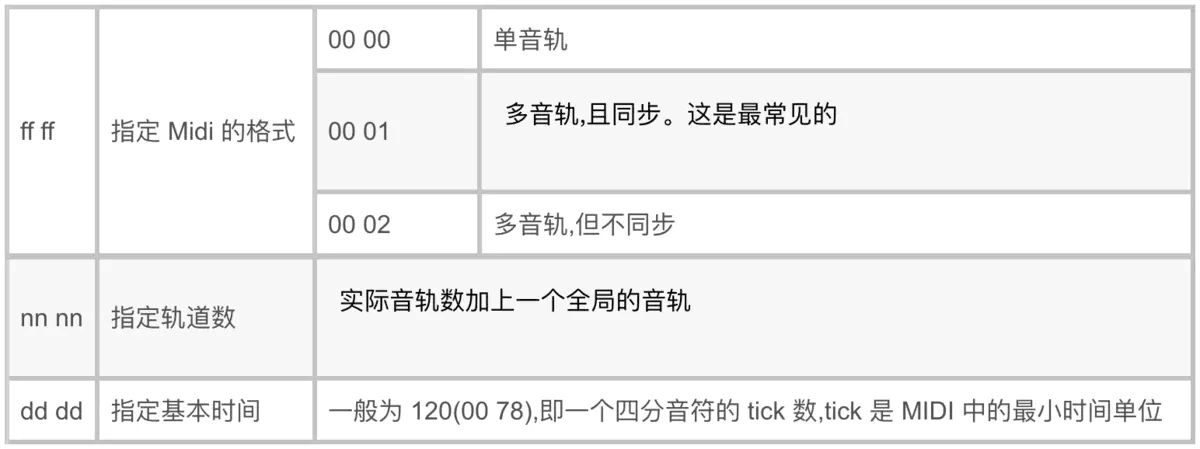 00 00 单音轨
ff ff 指定 Midi 的格式 00 01 多音轨,且同步。这是最常见的
00 02 多音轨,但不同步
nn nn 指定轨道数 实际音轨数加上一个全局的音轨
dd dd 指定基本时间 一般为 120(00 78),即一个四分音符的 tick 数,tick 是 MIDI 中的最小时间单位